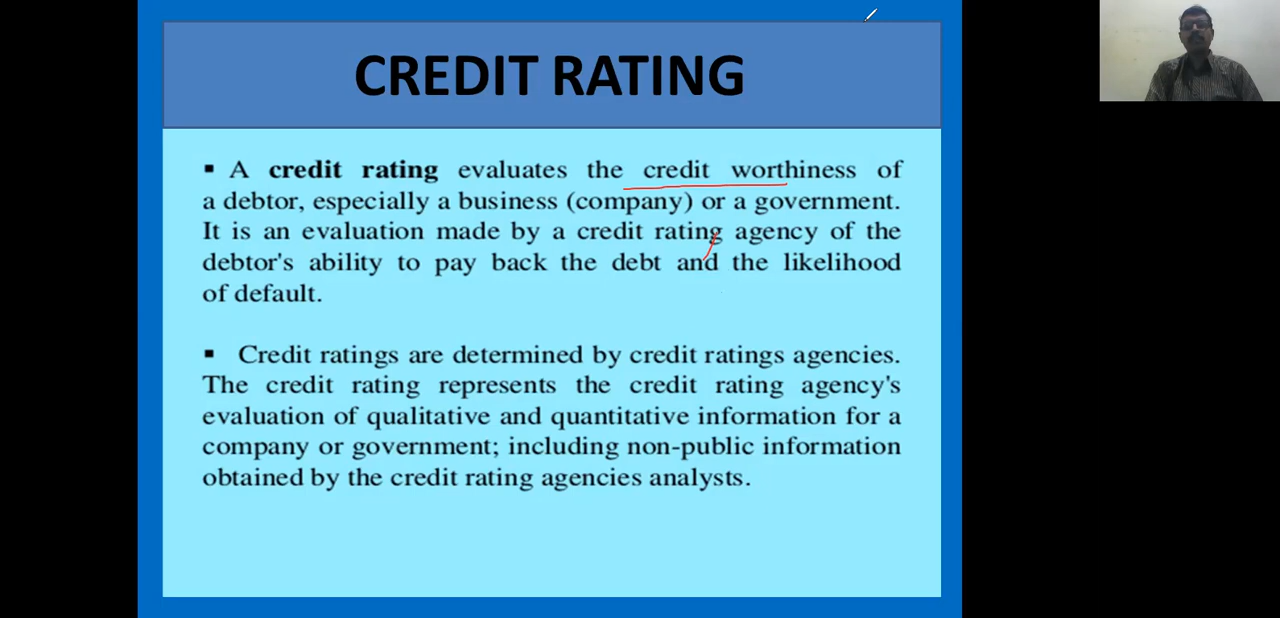 CREDIT RATING
▪ A credit rating evaluates the credit worthiness of
a debtor, especially a business (company) or a government.
It is an evaluation made by a credit rating agency of the
debtor's ability to pay back the debt and the likelihood
of default.
▪ Credit ratings are determined by credit ratings agencies.
The credit rating represents the credit rating agency's
evaluation of qualitative and quantitative information for a
company or government; including non-public information
obtained by the credit rating agencies analysts.